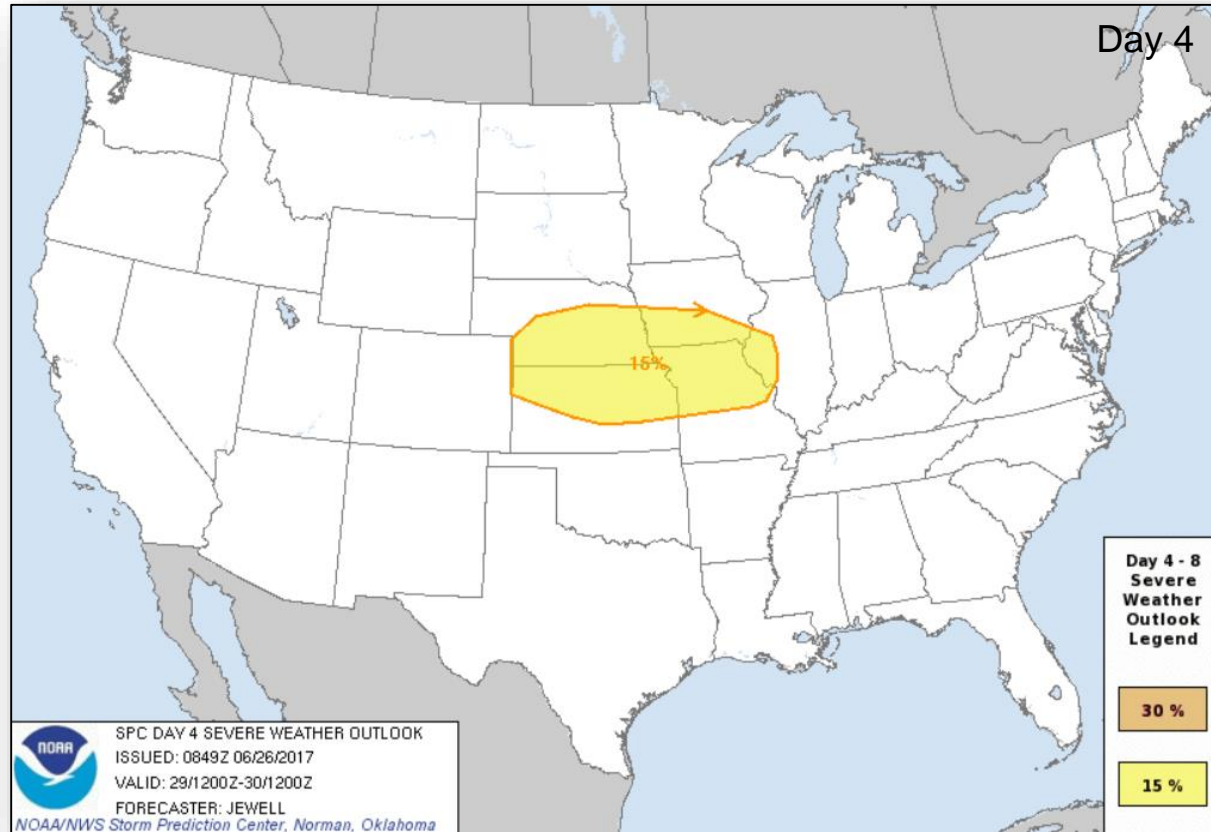 Day 4
15%
Day 4 - 8
Severe
Weather
Outlook
Legend
30 %
15 %
NOAA
SPC DAY 4 SEVERE WEATHER OUTLOOK
ISSUED: 0849Z 06/26/2017
VALID: 29/1200Z-30/1200Z
FORECASTER: JEWELL
NOAA/NWS Storm Prediction Center, Norman, Oklahoma